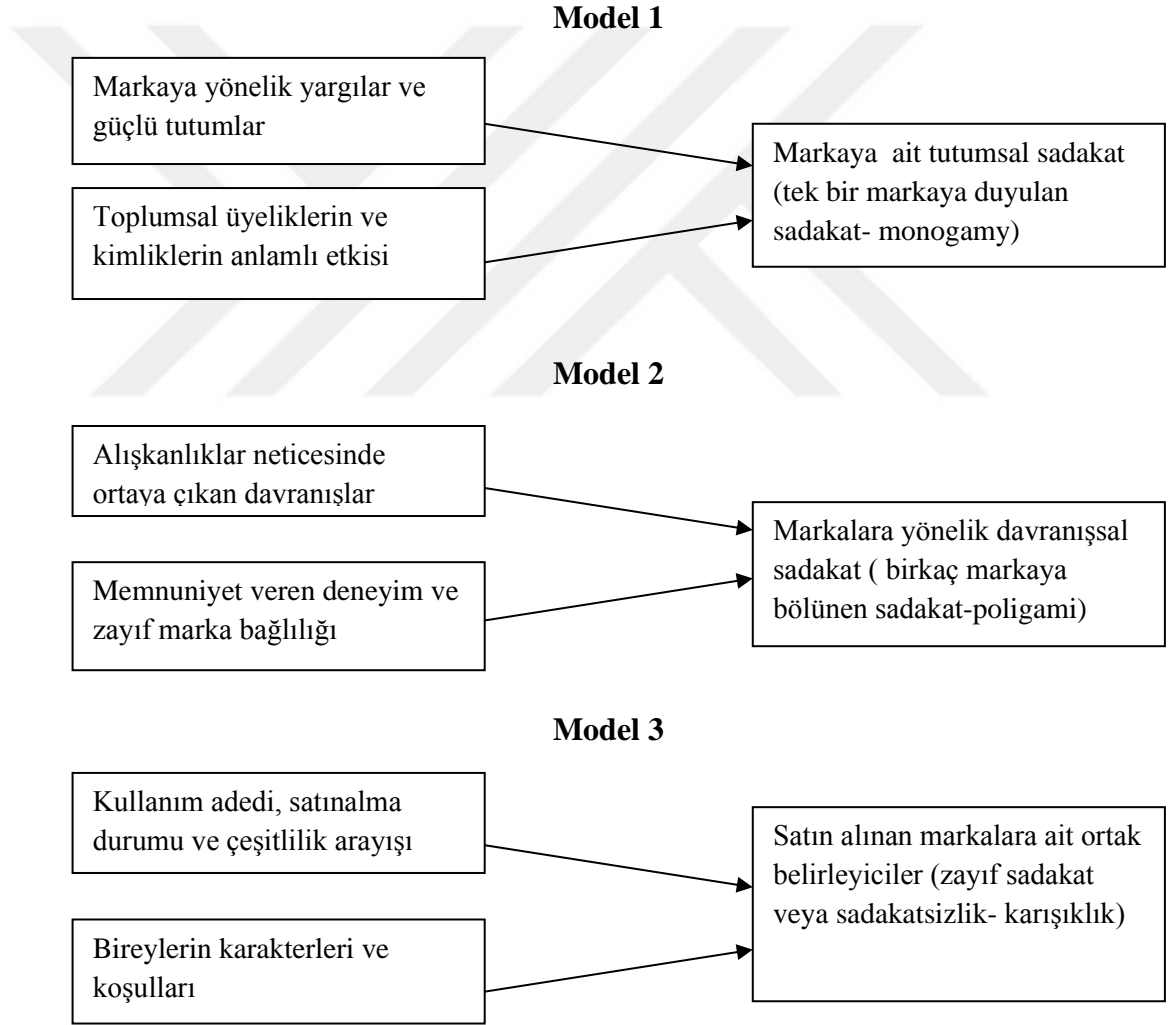 Model 1
Markaya yönelik yargılar ve
güçlü tutumlar
Toplumsal üyeliklerin ve
kimliklerin anlamlı etkisi
Markaya ait tutumsal sadakat
(tek bir markaya duyulan
sadakat- monogamy)
Model 2
Alışkanlıklar neticesinde
ortaya çıkan davranışlar
Memnuniyet veren deneyim ve
zayıf marka bağlılığı
Markalara yönelik davranışsal
sadakat ( birkaç markaya
bölünen sadakat-poligami)
Model 3
Kullanım adedi, satınalma
durumu ve çeşitlilik arayışı
Bireylerin karakterleri ve
koşulları
Satın alınan markalara ait ortak
belirleyiciler (zayıf sadakat
veya sadakatsizlik- karışıklık)